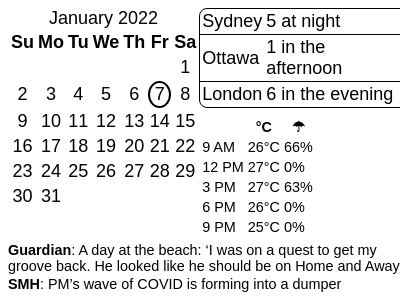 January 2022
Su Mo Tu We Th Fr Sa
1
2 3 4 5 6 7 8
9 10 11 12 13 14 15
16 17 18 19 20 21 22
23 24 25 26 27 28 29
30 31
Sydney 5 at night
Ottawa 1 in the
afternoon
London 6 in the evening
°C ☂
9 AM 26°C 66%
12 PM 27°C 0%
3 PM 27°C 63%
6 PM 26°C 0%
9 PM 25°C 0%
Guardian: A day at the beach: ‘I was on a quest to get my
groove back. He looked like he should be on Home and Away
SMH: PM’s wave of COVID is forming into a dumper